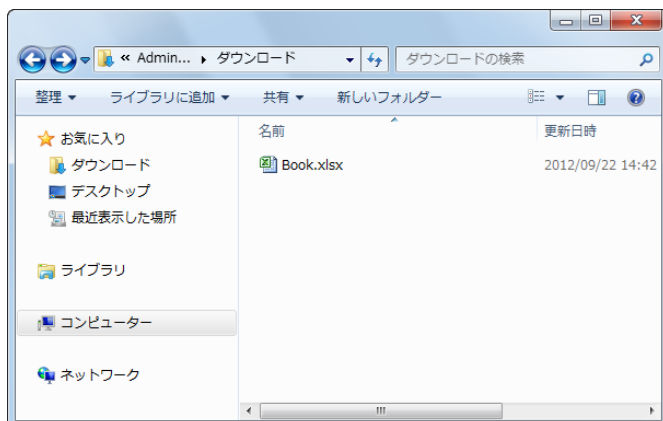 « Admin... ▸ ダウンロード
ダウンロードの検索
整理 ▼ ライブラリに追加 ▼ 共有 ▼ 新しいフォルダー
名前 更新日時
Book.xlsx 2012/09/22 14:42
お気に入り
ダウンロード
デスクトップ
最近表示した場所
ライブラリ
コンピューター
ネットワーク